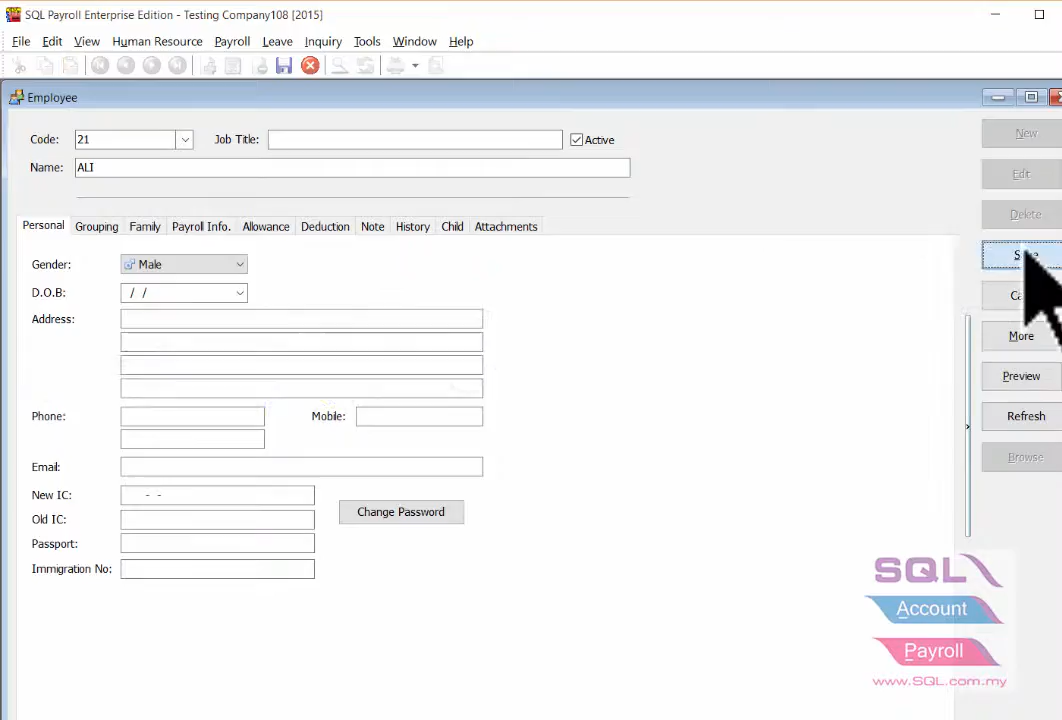 SQL Payroll Enterprise Edition - Testing Company108 [2015]
File Edit View Human Resource Payroll Leave Inquiry Tools Window Help
Employee
Code: 21 Job Title: Active
Name: ALI
New
Edit
Delete
Personal Grouping Family Payroll Info. Allowance Deduction Note History Child Attachments
Gender: Male
D.O.B: / /
Address:
More
Preview
Phone: Mobile:
Refresh
Browse
Email:
New IC: - -
Change Password
Old IC:
Passport:
Immigration No:
SQL
Account
Payroll
www.SQL.com.my